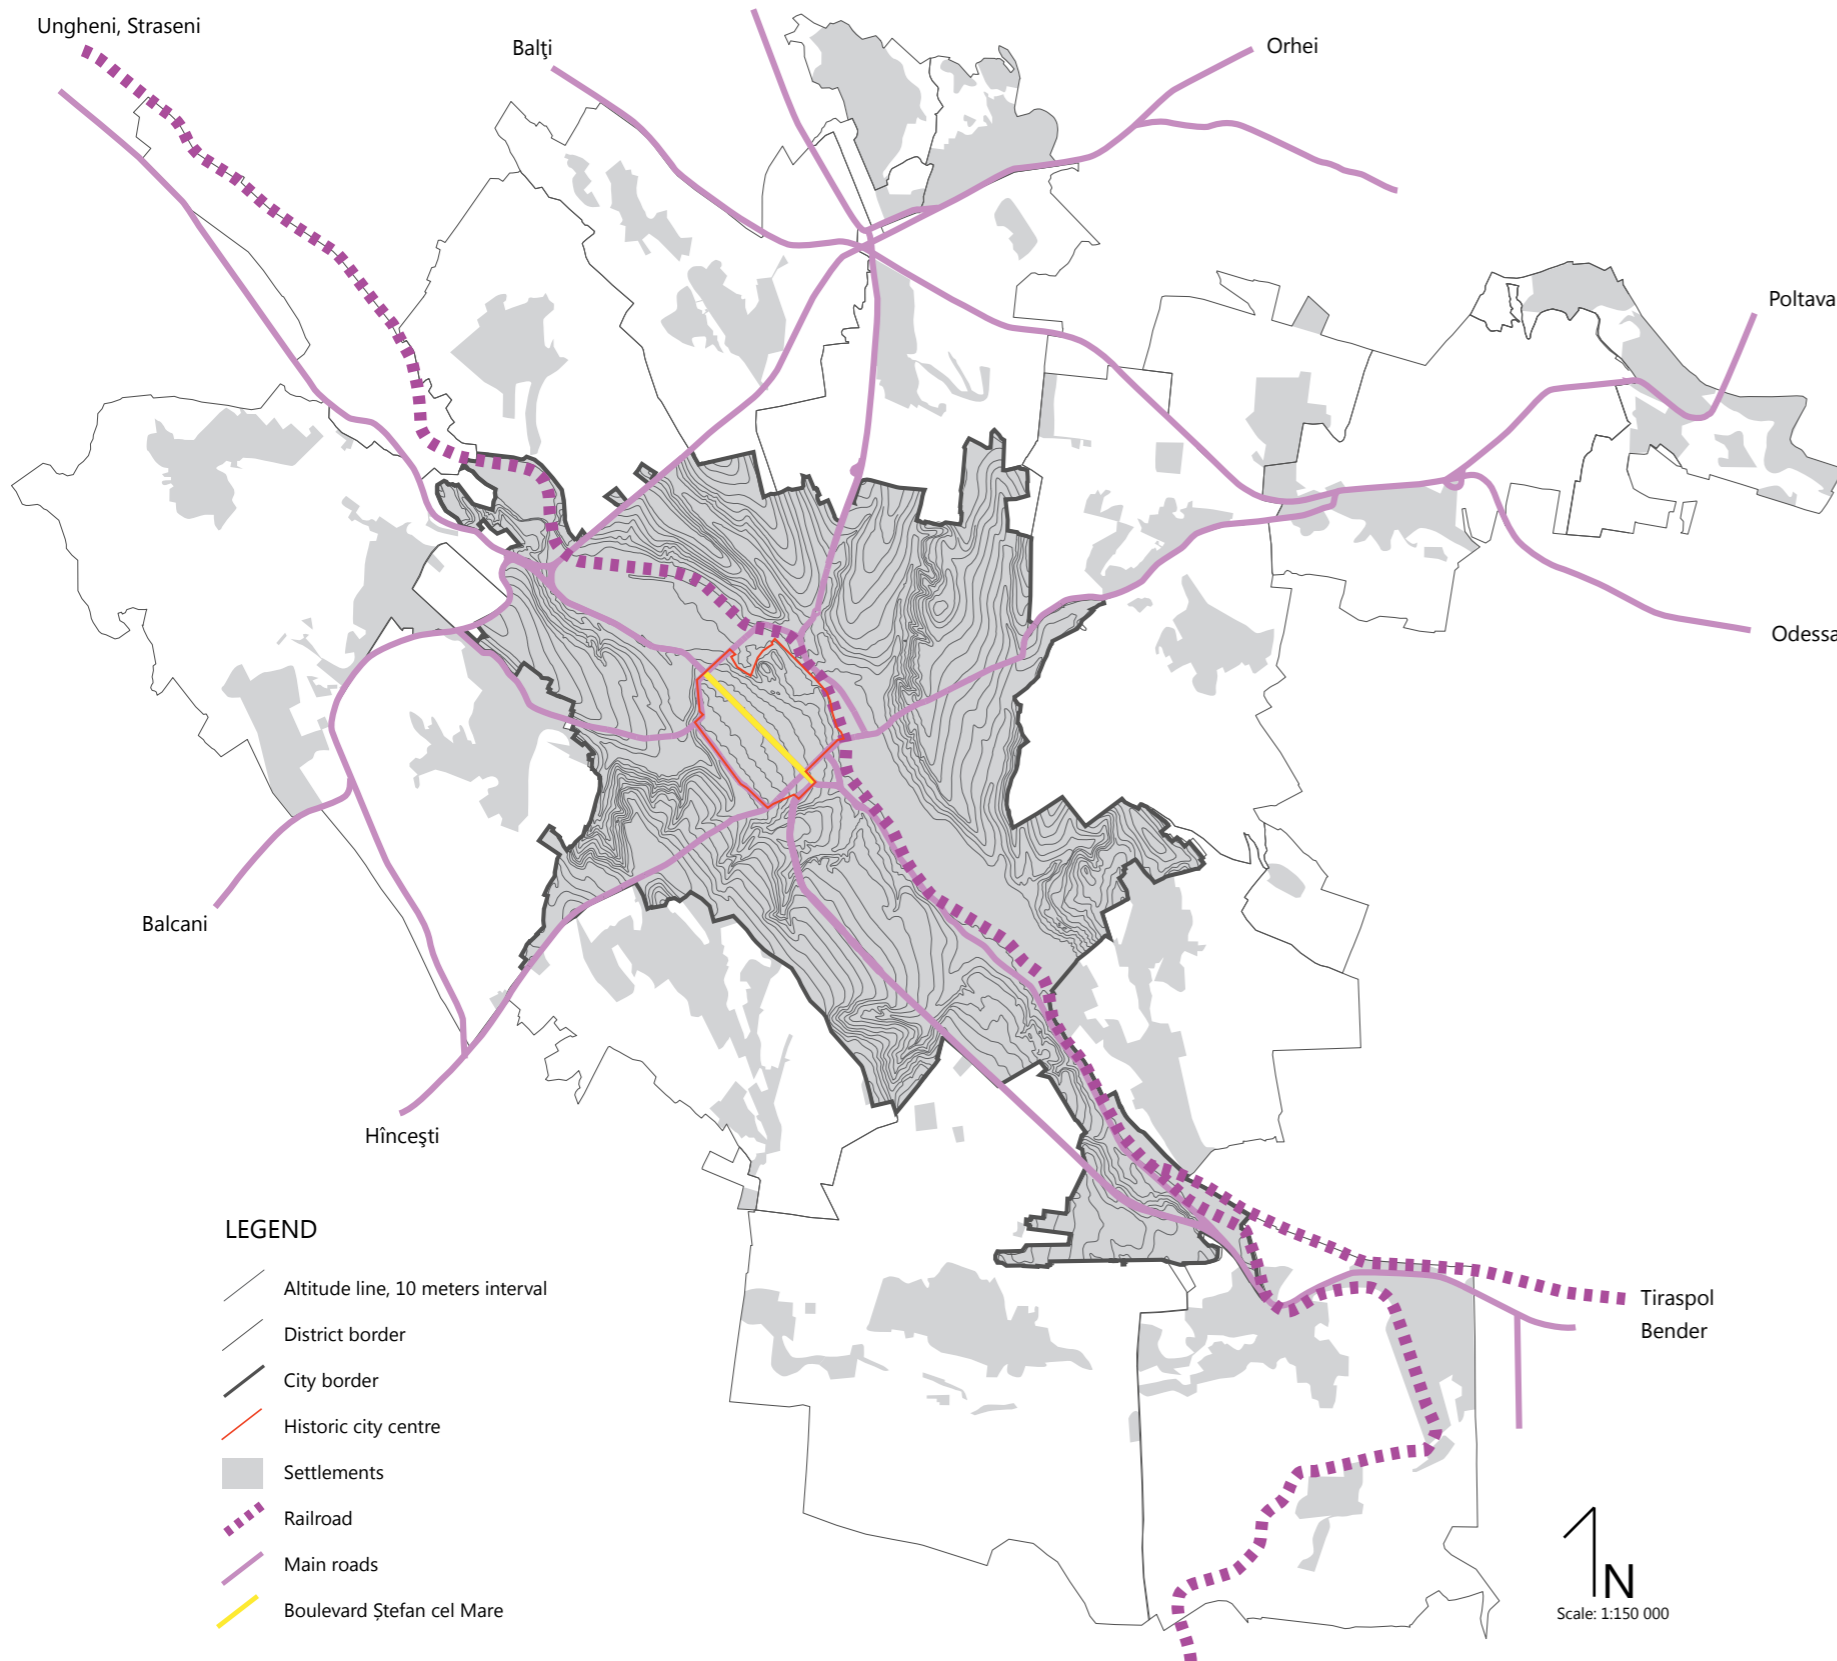 Ungheni, Straseni
Balţi
Orhei
Poltava
Odessa
Balcani
Hînceşti
Tiraspol
Bender
LEGEND
Altitude line, 10 meters interval
District border
City border
Historic city centre
Settlements
Railroad
Main roads
Boulevard Ștefan cel Mare
N
Scale: 1:150 000